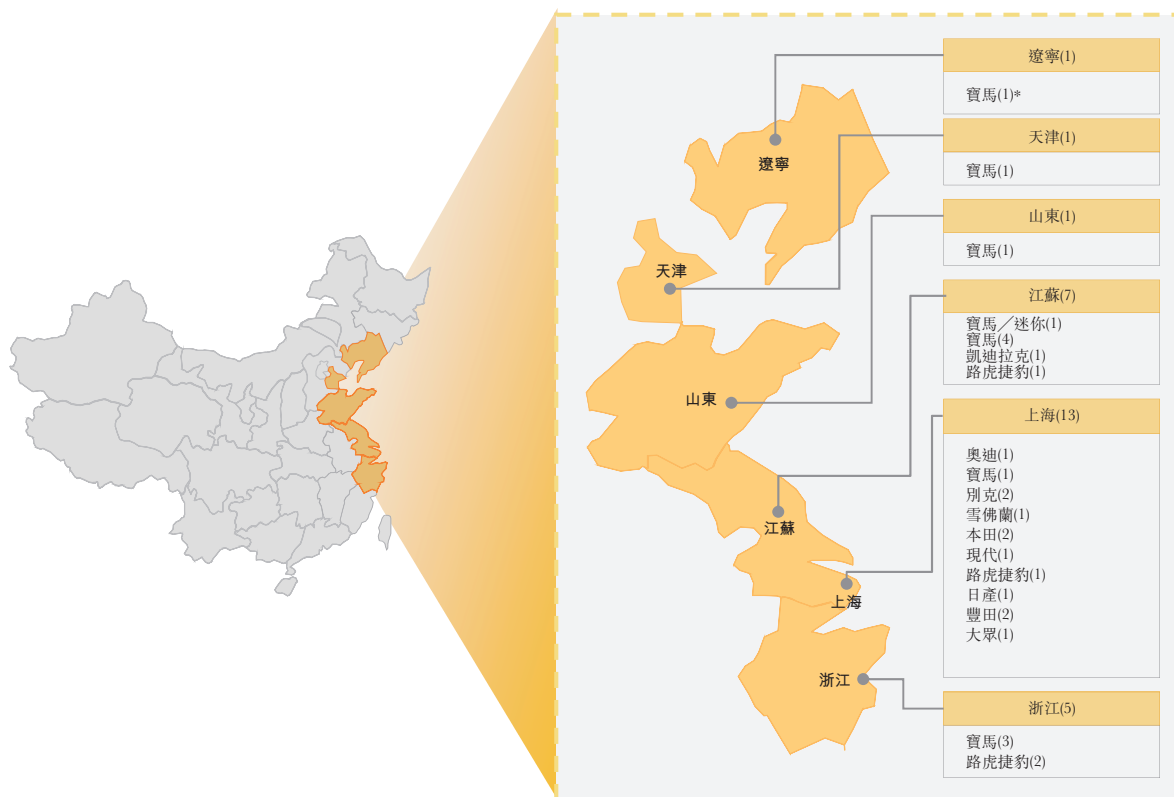 遼寧
天津
山東
江蘇
上海
浙江
遼寧(1)
寶馬(1)*
天津(1)
寶馬(1)
山東(1)
寶馬(1)
江蘇(7)
寶馬／迷你(1)
寶馬(4)
凱迪拉克(1)
路虎捷豹(1)
上海(13)
奧迪(1)
寶馬(1)
別克(2)
雪佛蘭(1)
本田(2)
現代(1)
路虎捷豹(1)
日產(1)
豐田(2)
大眾(1)
浙江(5)
寶馬(3)
路虎捷豹(2)